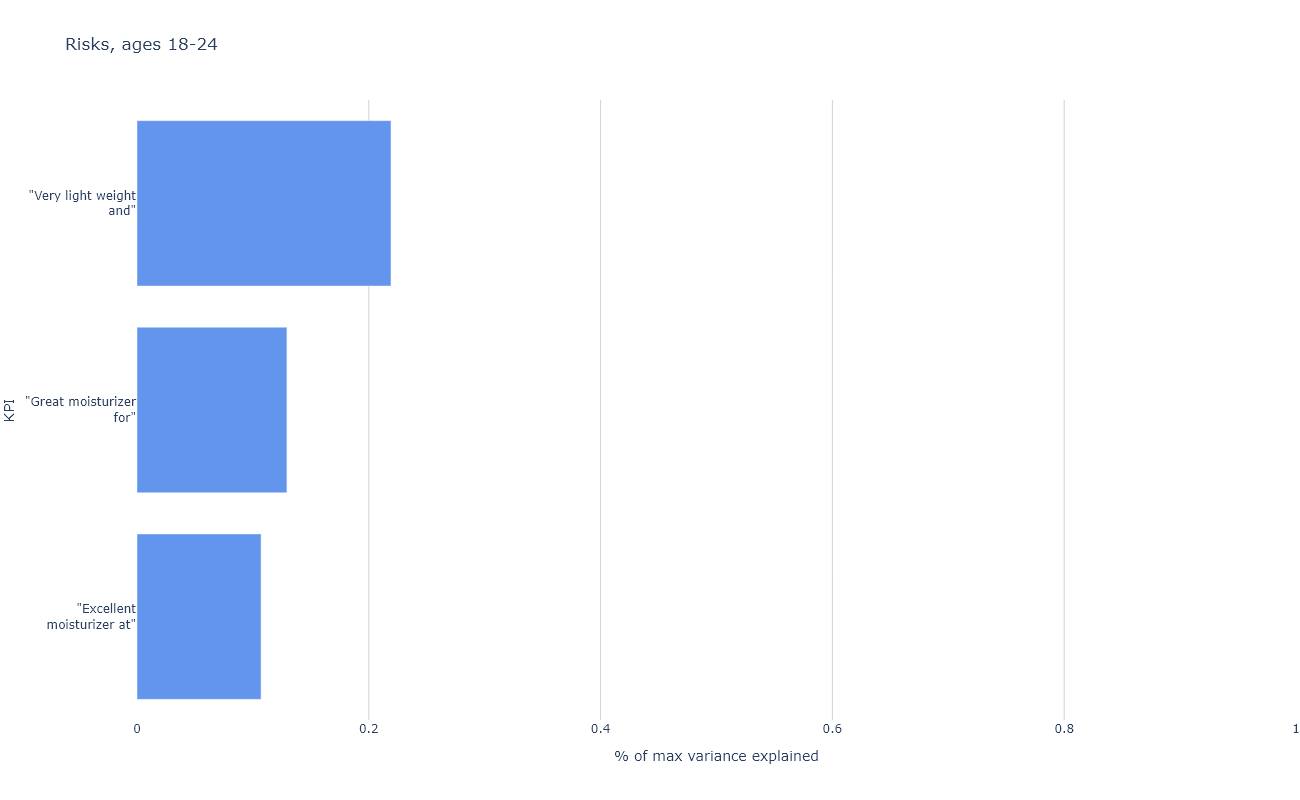 Risks, ages 18-24
"Very light weight
and"
"Great moisturizer
for"
"Excellent
moisturizer at"
KPI
0
0.2
0.4
0.6
0.8
1
% of max variance explained